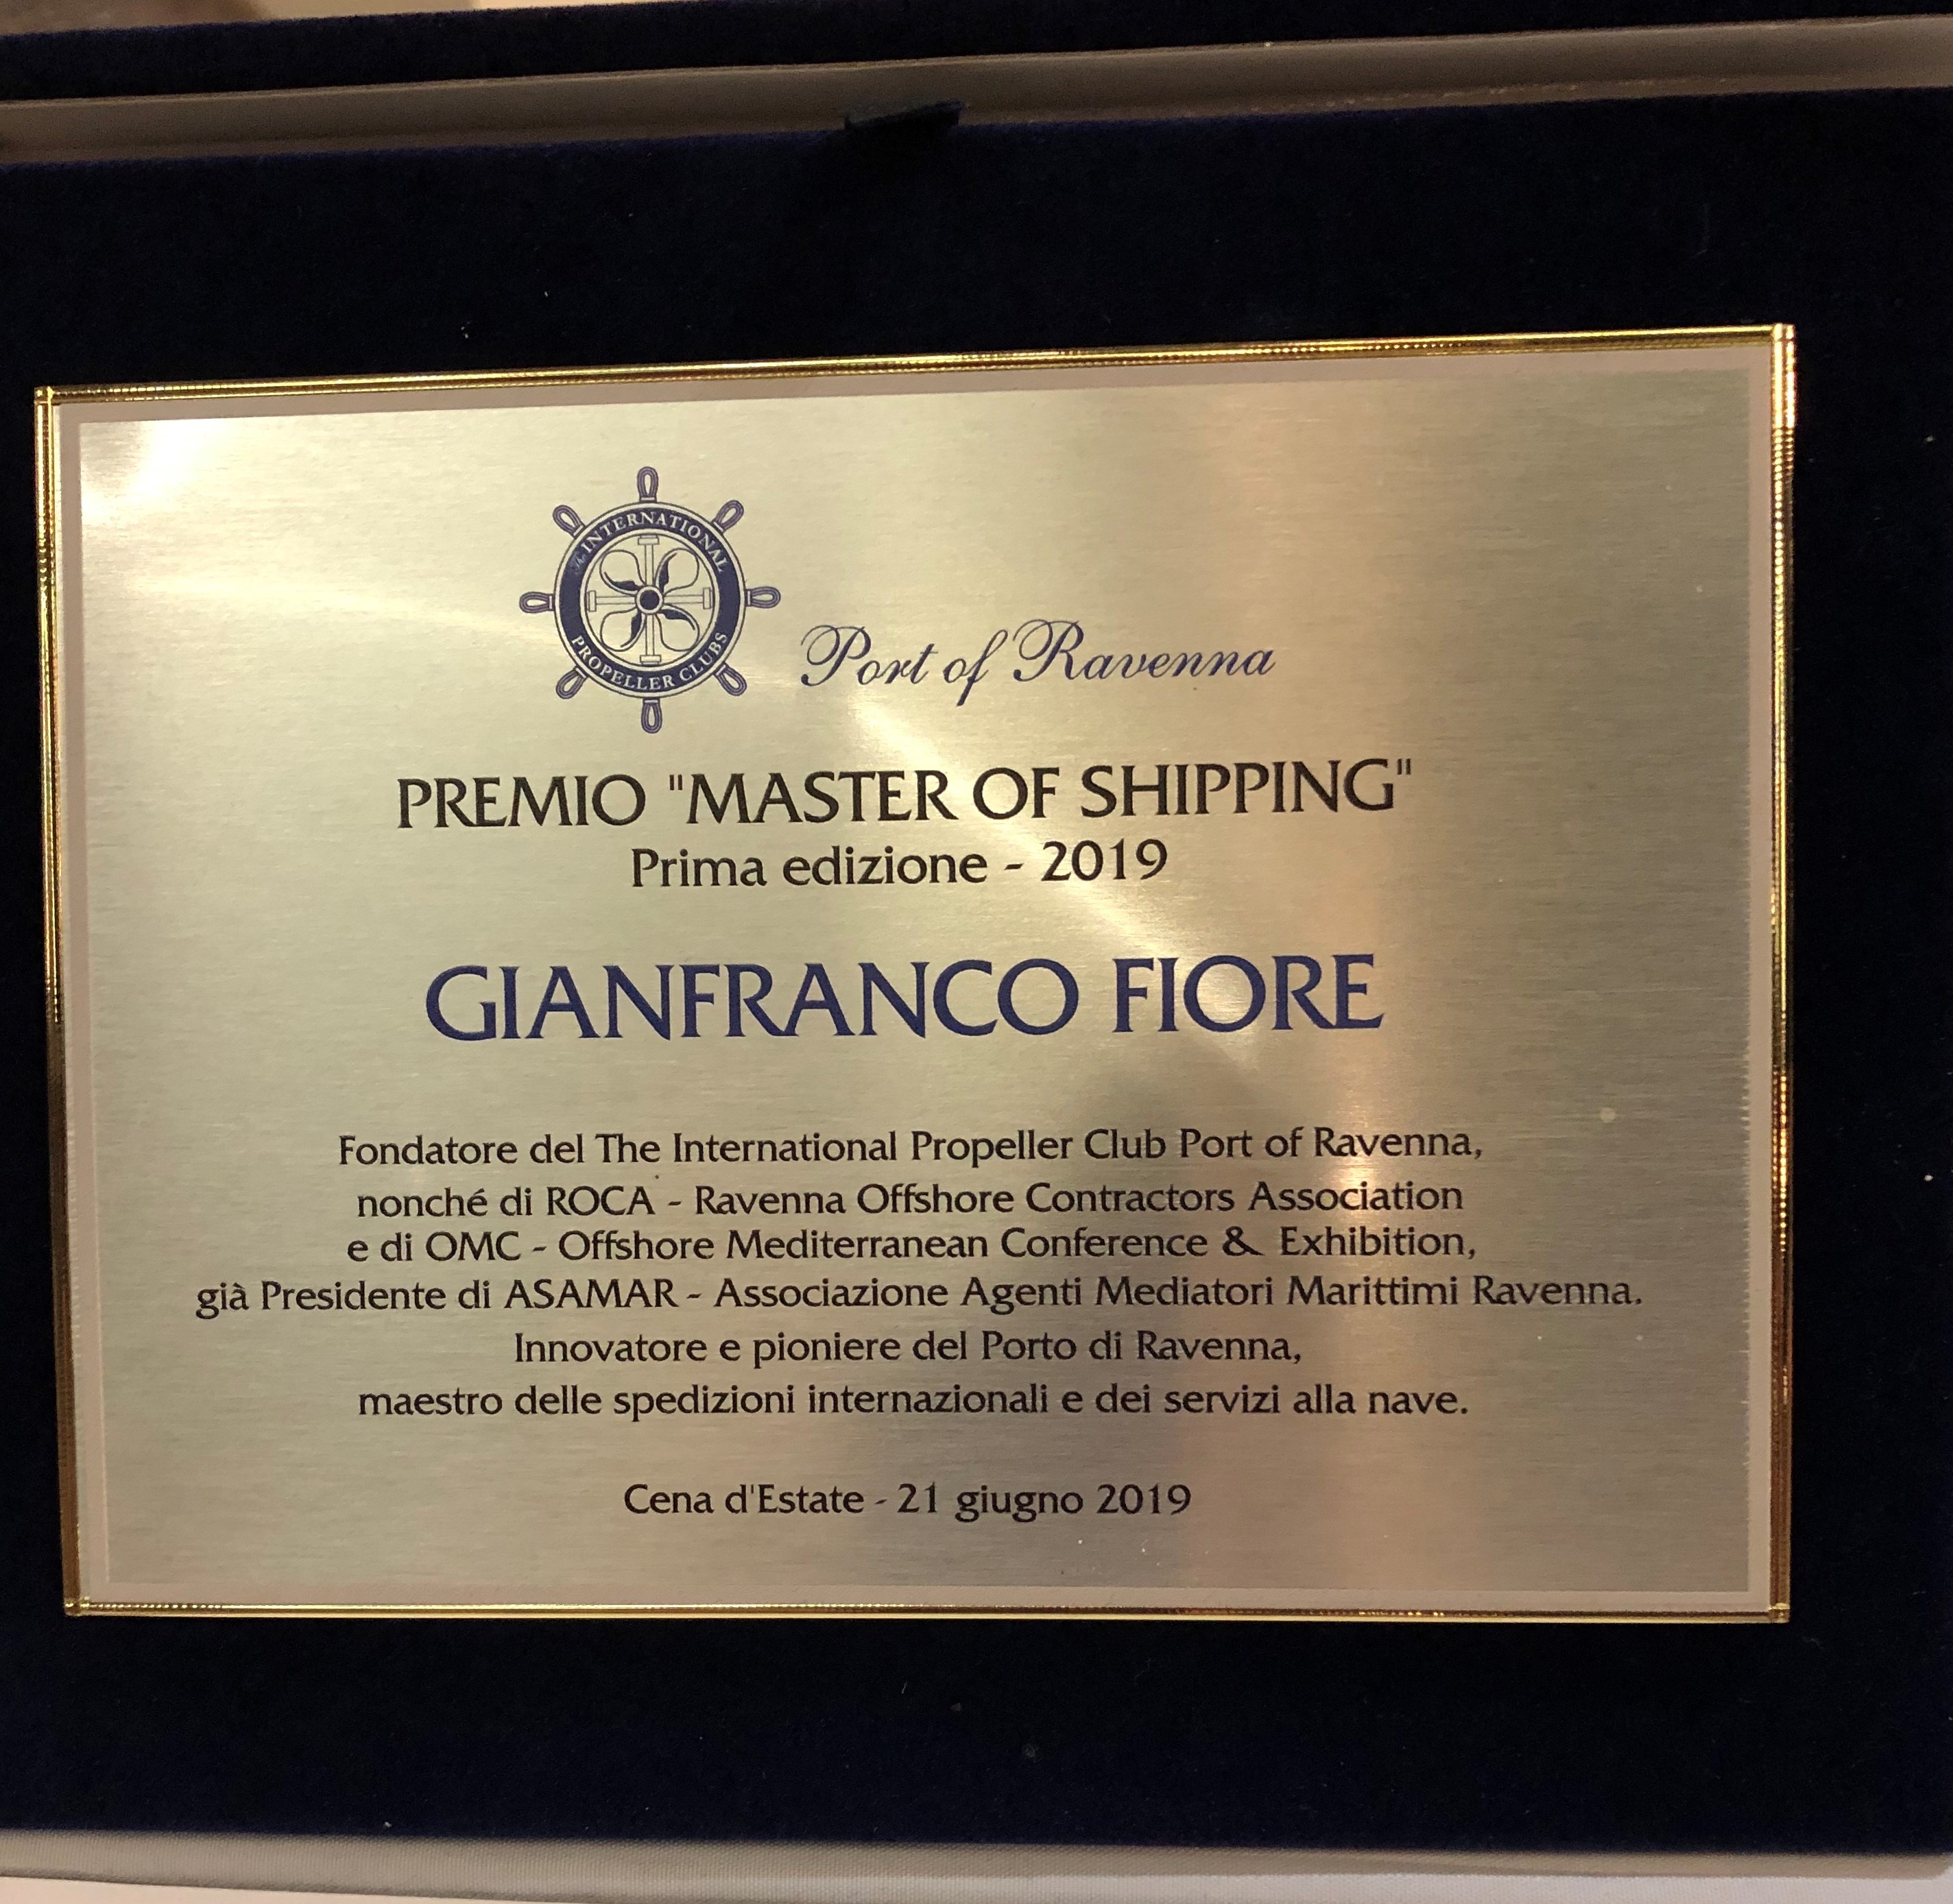 The INTERNATIONAL
PROPELLER CLUBS
Port of Ravenna
PREMIO "MASTER OF SHIPPING"
Prima edizione - 2019
GIANFRANCO FIORE
Fondatore del The International Propeller Club Port of Ravenna,
nonché di ROCA - Ravenna Offshore Contractors Association
e di OMC - Offshore Mediterranean Conference & Exhibition,
già Presidente di ASAMAR - Associazione Agenti Mediatori Marittimi Ravenna.
Innovatore e pioniere del Porto di Ravenna,
maestro delle spedizioni internazionali e dei servizi alla nave.
Cena d'Estate - 21 giugno 2019